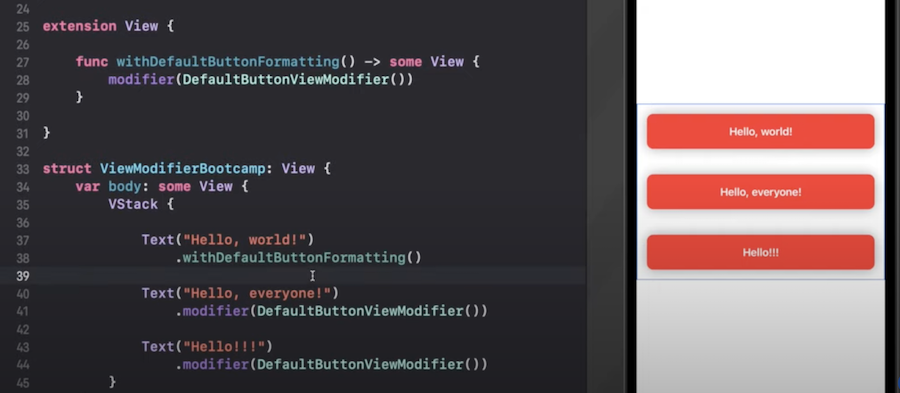 24
25 extension View {
26
27 func withDefaultButtonFormatting() -> some View {
28 modifier(DefaultButtonViewModifier())
29 }
30
31 }
32
33 struct ViewModifierBootcamp: View {
34 var body: some View {
35 VStack {
36
37 Text("Hello, world!")
38 .withDefaultButtonFormatting()
39
40 Text("Hello, everyone!")
41 .modifier(DefaultButtonViewModifier())
42
43 Text("Hello!!!")
44 .modifier(DefaultButtonViewModifier())
45 }
Hello, world!
Hello, everyone!
Hello!!!